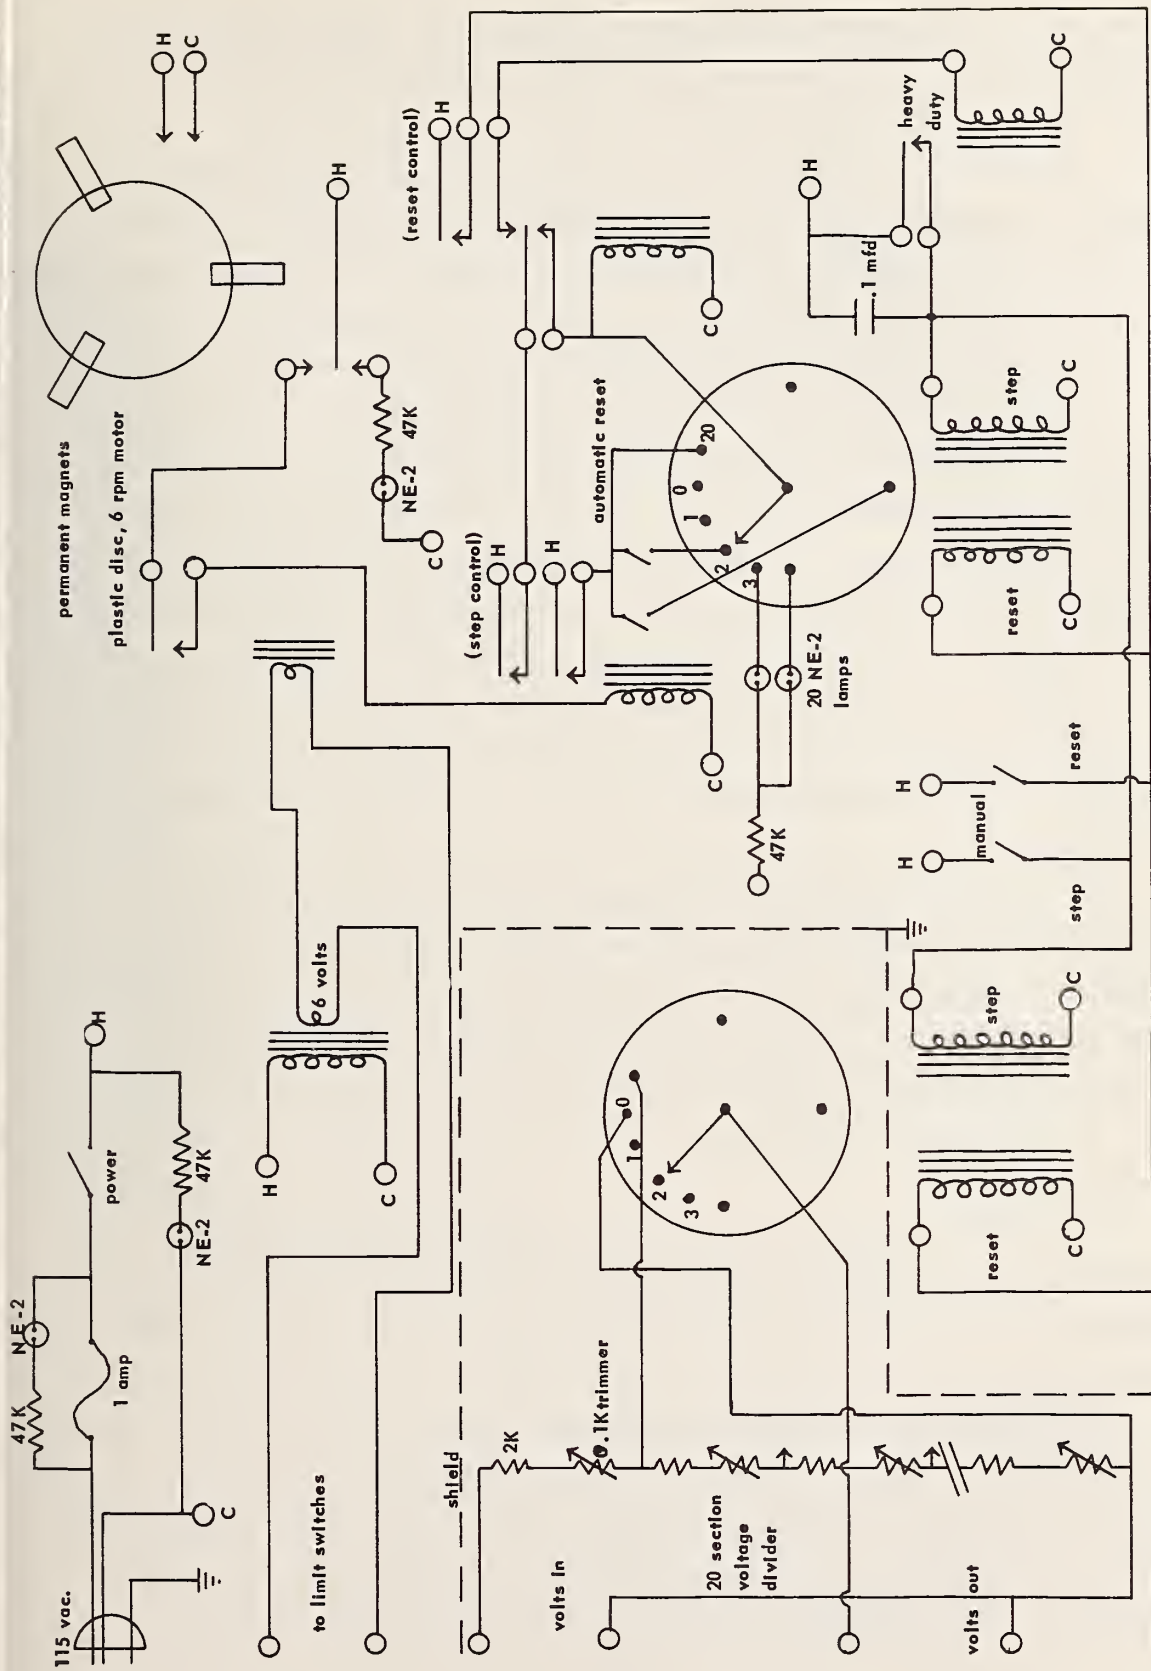 115 vac.
47K
NE-2
1 amp
power
H
NE-2
47K
C
to limit switches
H
C
6 volts
permanent magnets
plastic disc, 6 rpm motor
H
C
H
NE-2
47K
C
(step control)
H
H
(reset control)
H
C
C
automatic reset
20
0
1
2
3
20 NE-2
lamps
47K
H
.1 mfd
heavy
duty
C
step
C
reset
C
H
H
manual
step
reset
shield
volts in
2K
0.1K trimmer
20 section
voltage
divider
volts out
0
1
2
3
step
C
reset
C